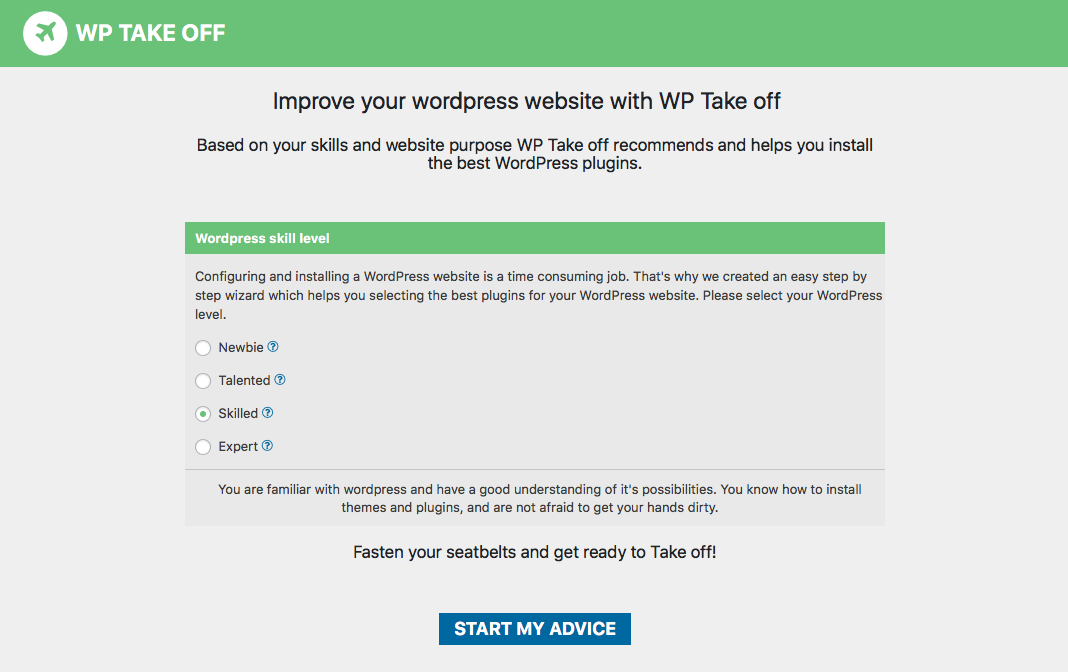 WP TAKE OFF
Improve your wordpress website with WP Take off
Based on your skills and website purpose WP Take off recommends and helps you install
the best WordPress plugins.
Wordpress skill level
Configuring and installing a WordPress website is a time consuming job. That's why we created an easy step by
step wizard which helps you selecting the best plugins for your WordPress website. Please select your WordPress
level.
Newbie ?
Talented ?
Skilled ?
Expert ?
You are familiar with wordpress and have a good understanding of it's possibilities. You know how to install
themes and plugins, and are not afraid to get your hands dirty.
Fasten your seatbelts and get ready to Take off!
START MY ADVICE